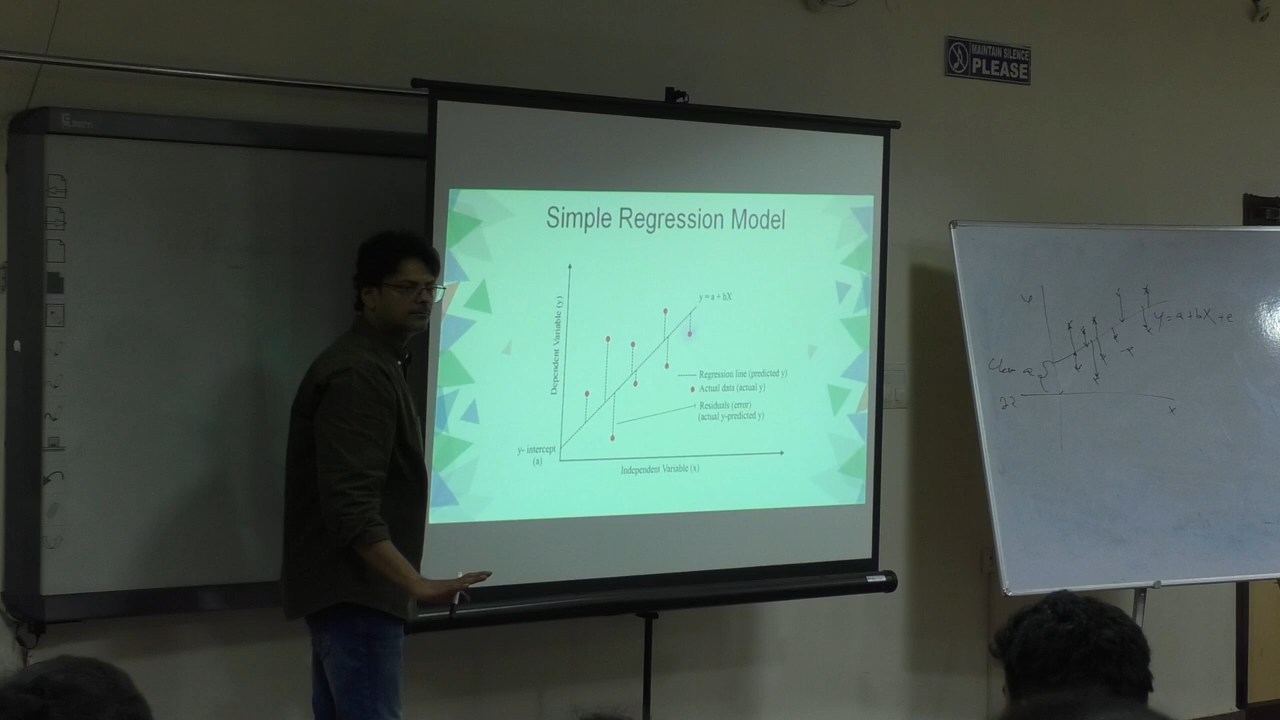 MAINTAIN SILENCE
PLEASE
Simple Regression Model
y = a + bX
Dependent Variable (y)
Regression line (predicted y)
Actual data (actual y)
Residuals (error)
(actual y-predicted y)
y- intercept
(a)
Independent Variable (x)
y
y=a+bX+e
x